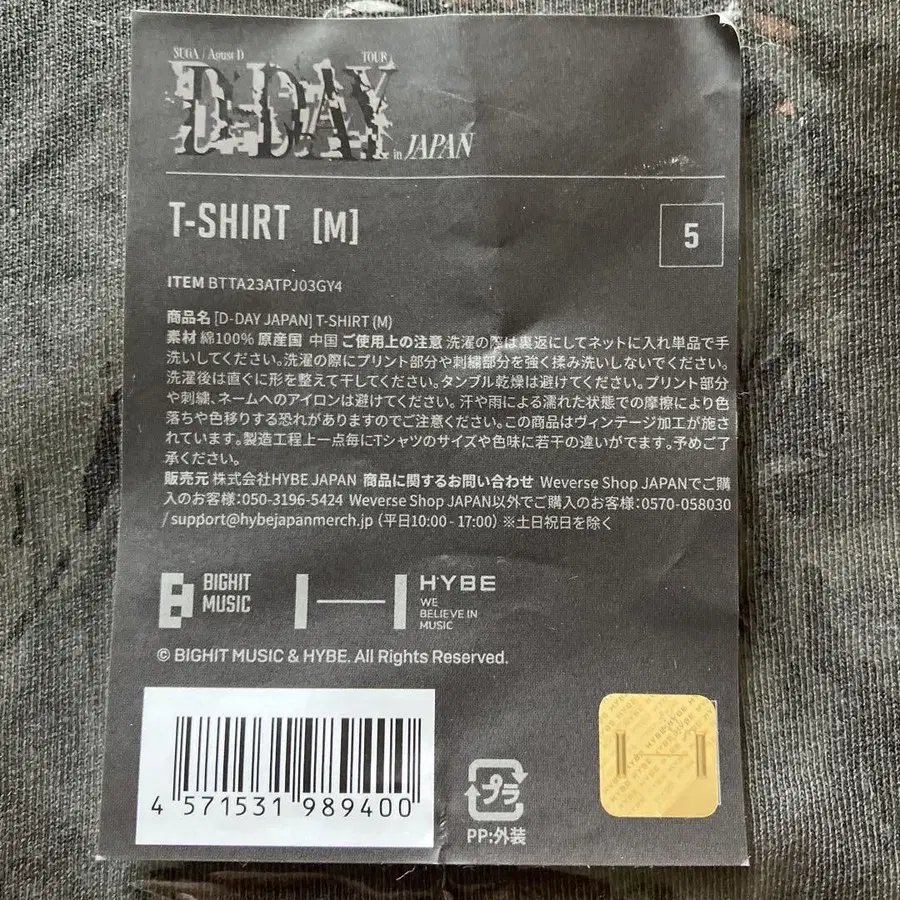 SUGA | Agust D TOUR
D-DAY
in JAPAN
T-SHIRT [M]
5
ITEM BTTA23ATPJ03GY4
商品名 [D-DAY JAPAN] T-SHIRT (M)
素材 綿100% 原産国 中国 ご使用上の注意 洗濯の際は裏返にしてネットに入れ単品で手
洗いしてください。洗濯の際にプリント部分や刺繍部分を強く揉み洗いしないでください。
洗濯後は直ぐに形を整えて干してください。タンブル乾燥は避けてください。プリント部分
や刺繍、ネームへのアイロンは避けてください。 汗や雨による濡れた状態での摩擦により色
落ちや色移りする恐れがありますのでご注意ください。この商品はヴィンテージ加工が施さ
れています。製造工程上一点毎にTシャツのサイズや色味に若干の違いがでます。予めご了
承ください。
販売元 株式会社HYBE JAPAN 商品に関するお問い合わせ Weverse Shop JAPANでご購
入のお客様：050-3196-5424 Weverse Shop JAPAN以外でご購入のお客様：0570-058030
/ support@hybejapanmerch.jp （平日10:00 - 17:00） ※土日祝日を除く
BIGHIT
MUSIC
HYBE
WE
BELIEVE IN
MUSIC
© BIGHIT MUSIC & HYBE. All Rights Reserved.
4 571531 989400
プラ
PP:外装
HYBE